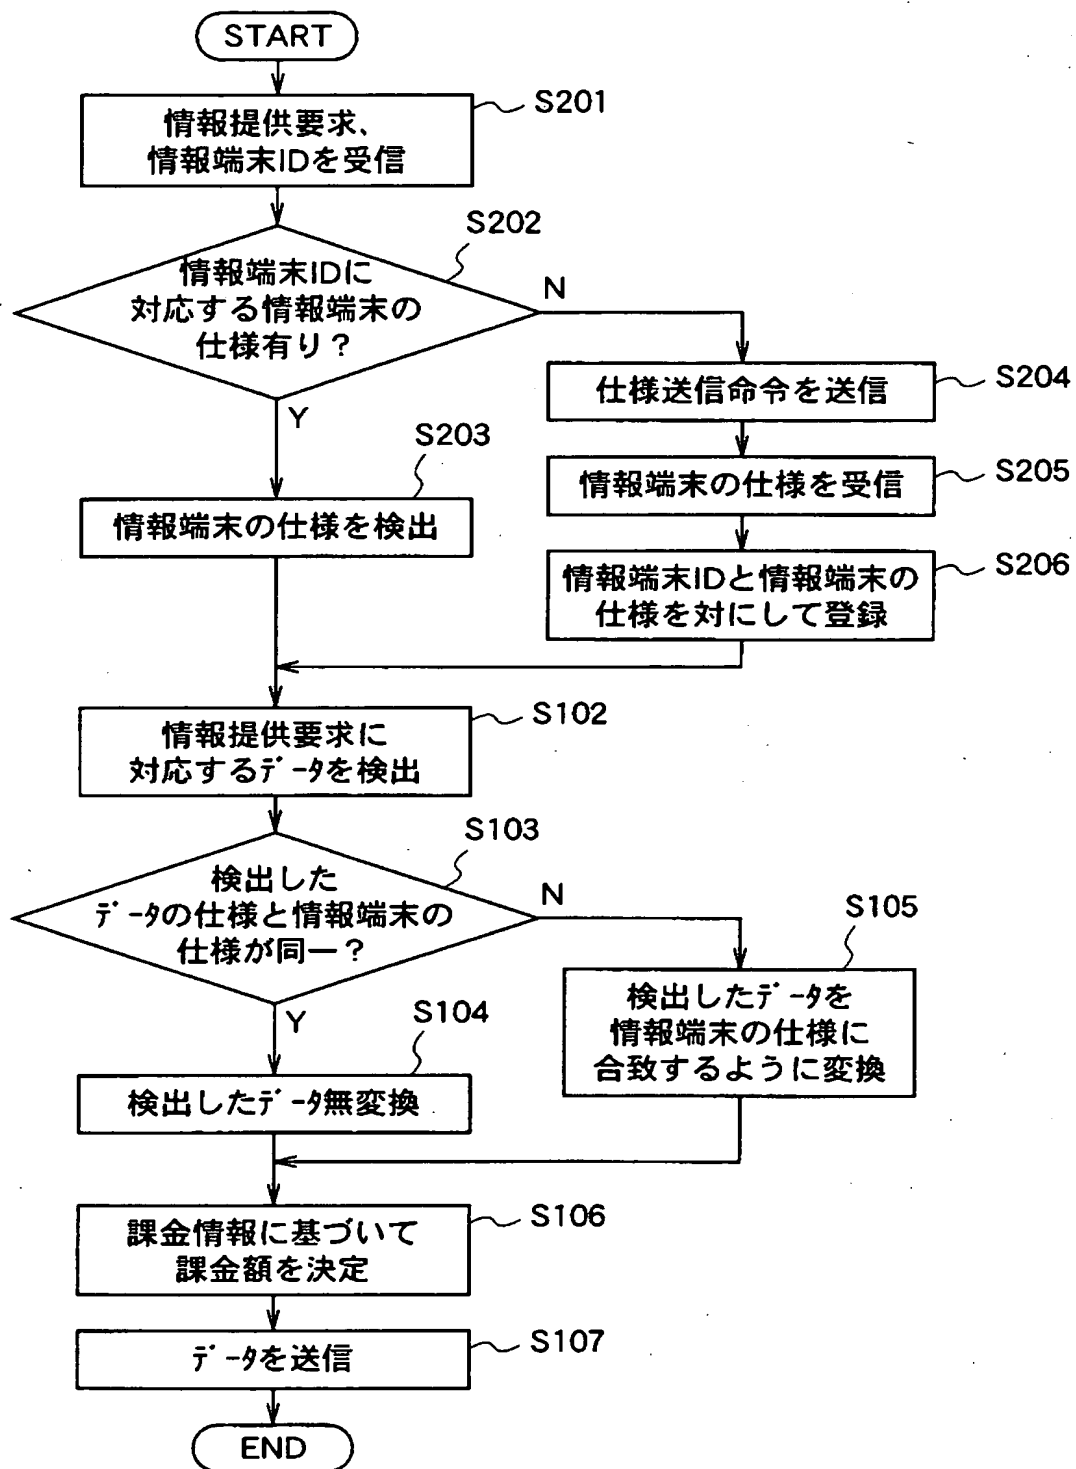 START
情報提供要求、
情報端末IDを受信
S201
S202
情報端末IDに
対応する情報端末の
仕様有り?
N
Y
仕様送信命令を送信
S204
S203
情報端末の仕様を検出
情報端末の仕様を受信
S205
情報端末IDと情報端末の
仕様を対にして登録
S206
情報提供要求に
対応するデータを検出
S102
S103
検出した
データの仕様と情報端末の
仕様が同一?
N
Y
S105
検出したデータを
情報端末の仕様に
合致するように変換
S104
検出したデータ無変換
課金情報に基づいて
課金額を決定
S106
データを送信
S107
END